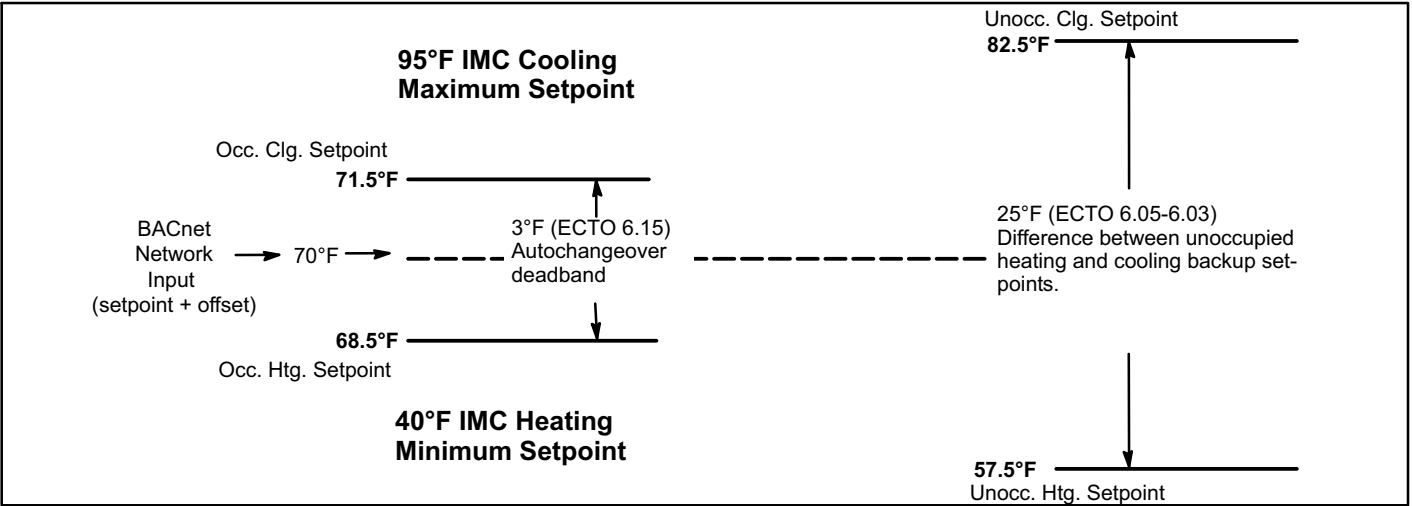 Unocc. Clg. Setpoint
82.5°F
95°F IMC Cooling
Maximum Setpoint
Occ. Clg. Setpoint
71.5°F
BACnet
Network
Input
(setpoint + offset)
70°F
3°F (ECTO 6.15)
Autochangeover
deadband
25°F (ECTO 6.05-6.03)
Difference between unoccupied
heating and cooling backup set-
points.
68.5°F
Occ. Htg. Setpoint
40°F IMC Heating
Minimum Setpoint
57.5°F
Unocc. Htg. Setpoint